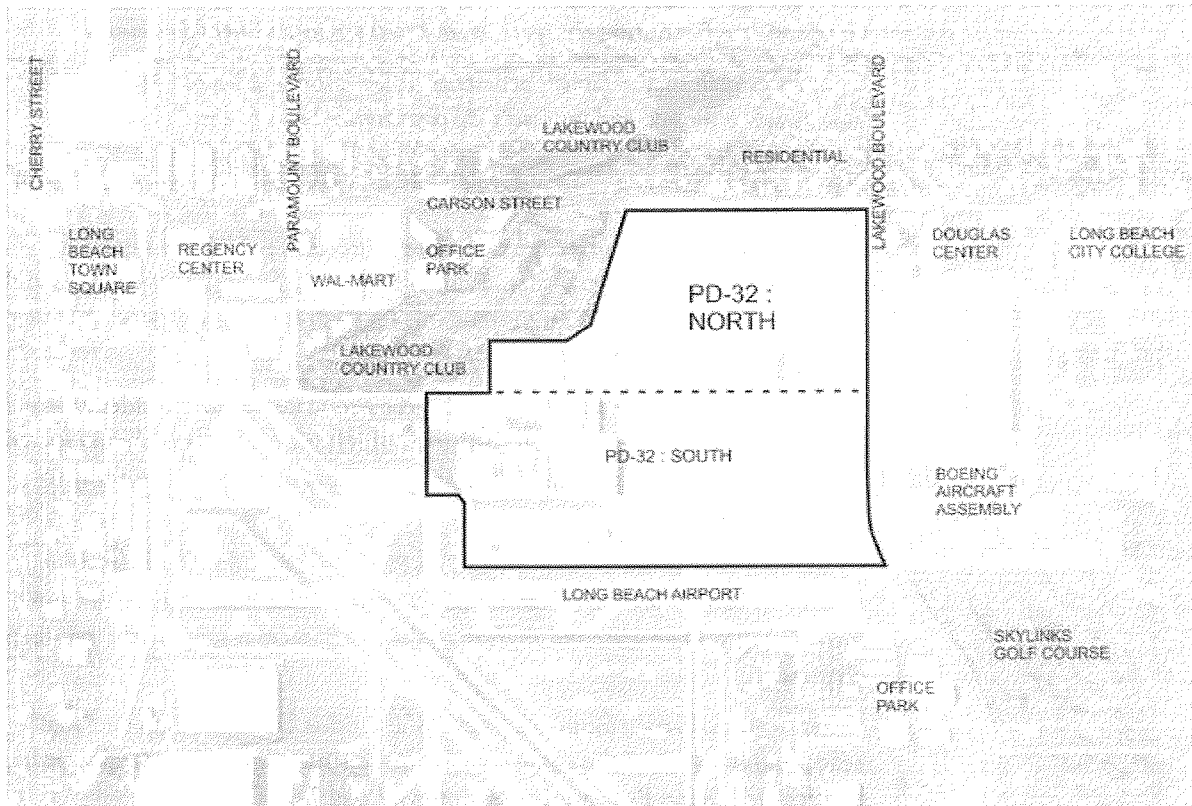 CHERRY STREET
PARAMOUNT BOULEVARD
LAKEWOOD BOULEVARD
LAKEWOOD
COUNTRY CLUB
RESIDENTIAL
CARSON STREET
LONG
BEACH
TOWN
SQUARE
REGENCY
CENTER
WAL-MART
OFFICE
PARK
DOUGLAS
CENTER
LONG BEACH
CITY COLLEGE
PD-32 :
NORTH
LAKEWOOD
COUNTRY CLUB
PD-32 : SOUTH
BOEING
AIRCRAFT
ASSEMBLY
LONG BEACH AIRPORT
SKYLINKS
GOLF COURSE
OFFICE
PARK